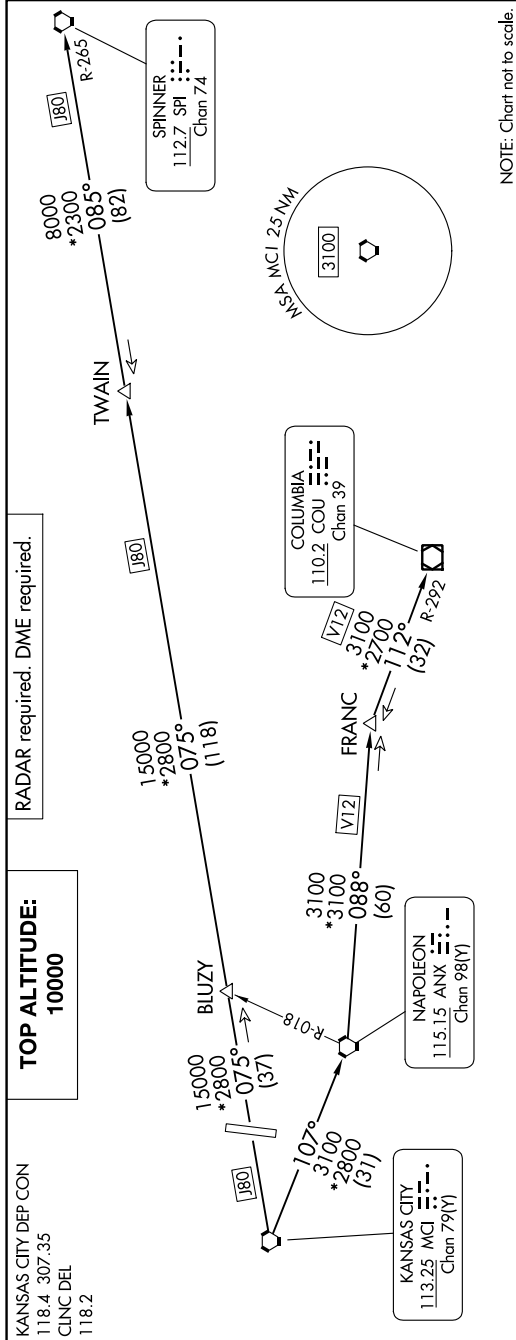 KANSAS CITY DEP CON
118.4 307.35
CLNC DEL
118.2
TOP ALTITUDE:
10000
RADAR required. DME required.
J80
15000
*2800
075°
(37)
BLUZY
15000
*2800
075°
(118)
J80
TWAIN
8000
*2300
085°
(82)
J80
R-265
SPINNER
112.7 SPI
Chan 74
KANSAS CITY
113.25 MCI
Chan 79(Y)
107°
3100
*2800
(31)
R-018
NAPOLEON
115.15 ANX
Chan 98(Y)
3100
*3100
088°
(60)
V12
FRANC
V12
3100
*2700
112°
(32)
R-292
COLUMBIA
110.2 COU
Chan 39
MSA MCI 25 NM
3100
NOTE: Chart not to scale.